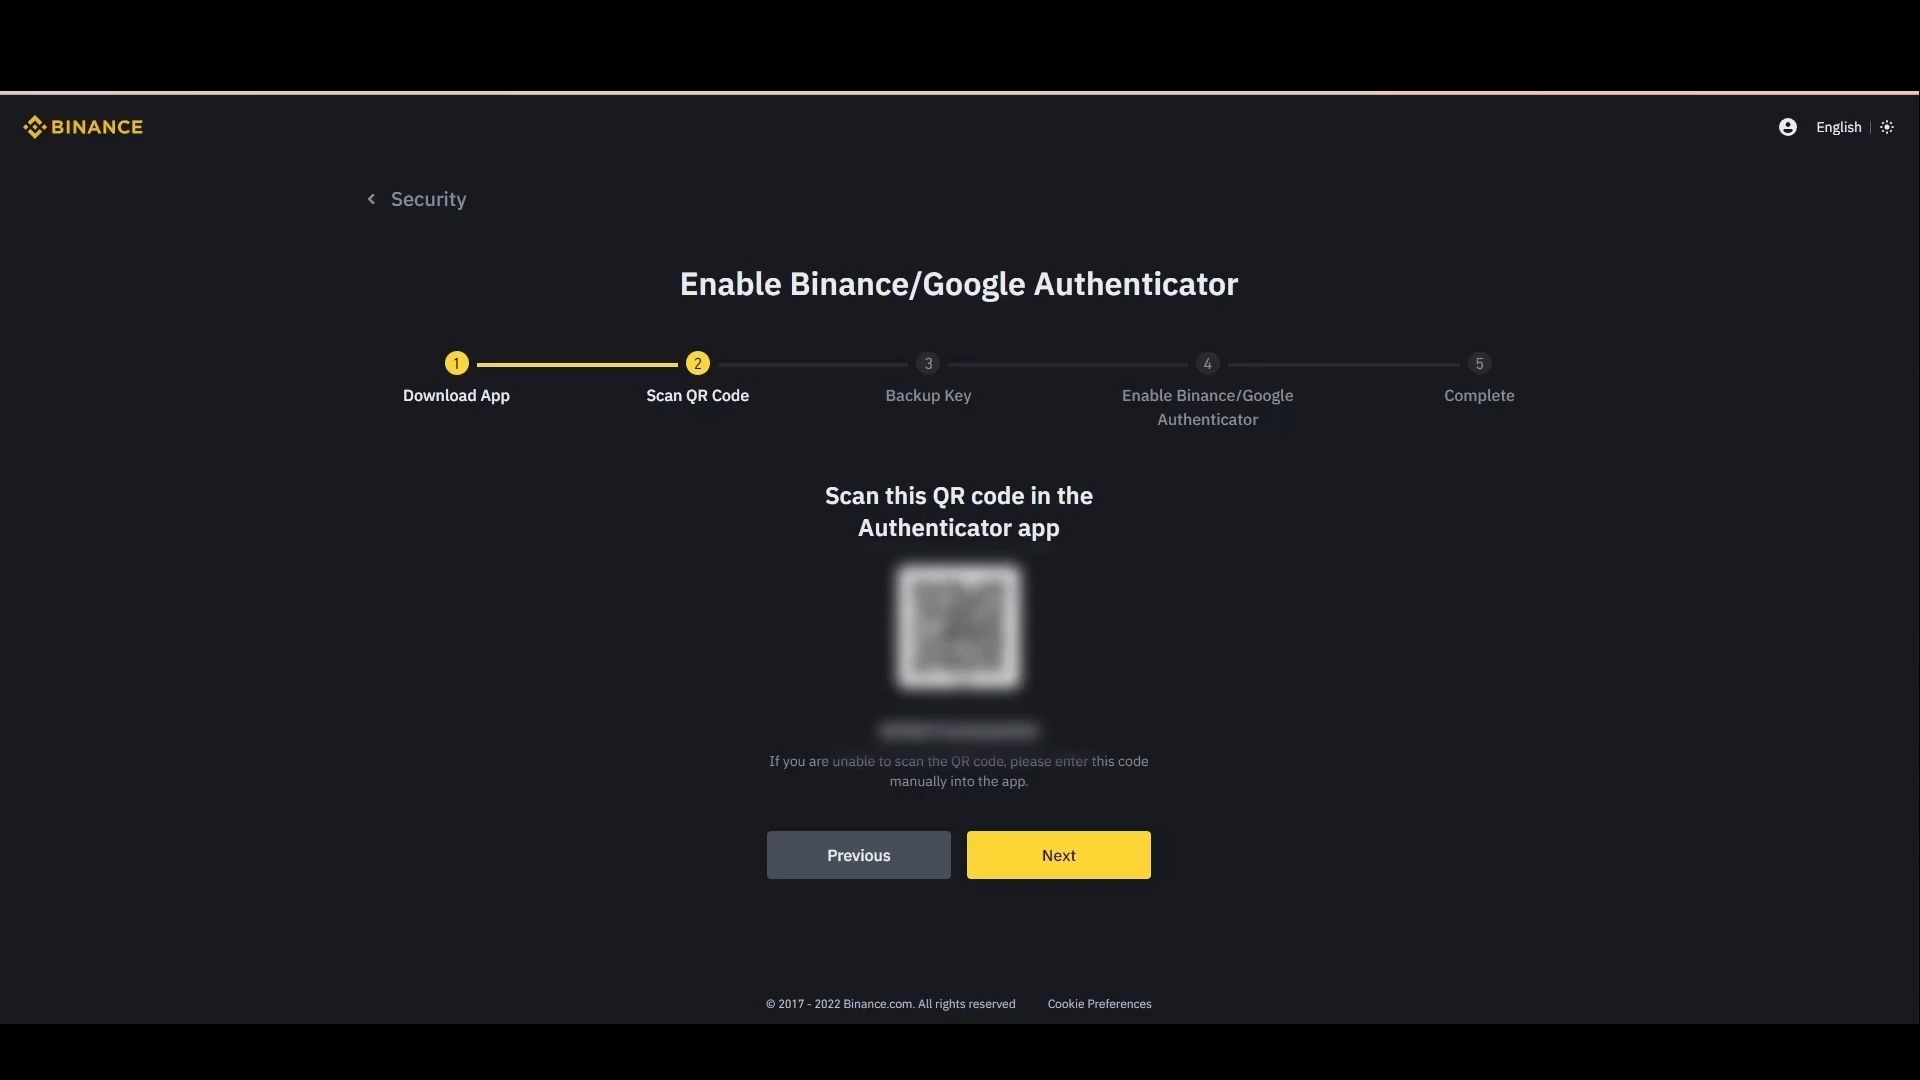 BINANCE
English
Security
Enable Binance/Google Authenticator
1
2
3
4
5
Download App
Scan QR Code
Backup Key
Enable Binance/Google
Authenticator
Complete
Scan this QR code in the
Authenticator app
If you are unable to scan the QR code, please enter this code
manually into the app.
Previous
Next
© 2017 - 2022 Binance.com. All rights reserved
Cookie Preferences